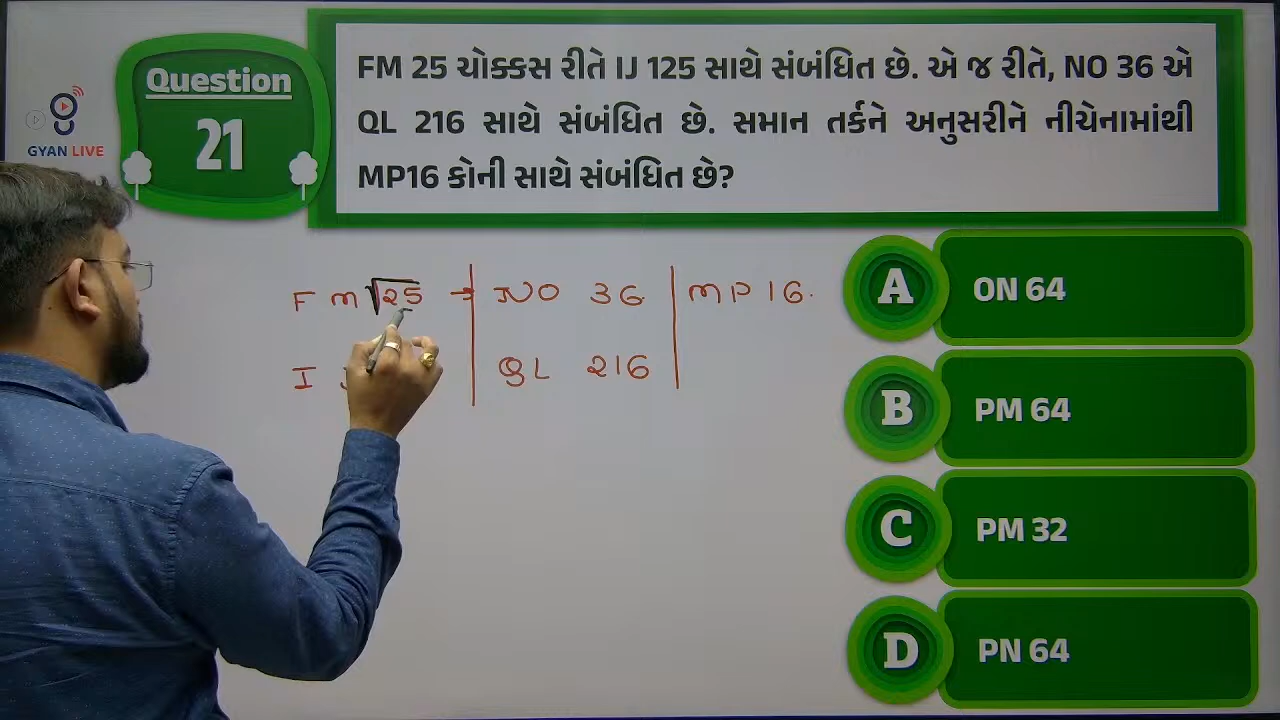 Question
21
GYAN LIVE
FM 25 ચોક્કસ રીતે IJ 125 સાથે સંબંધિત છે. એ જ રીતે, NO 36 એ
QL 216 સાથે સંબંધિત છે. સમાન તર્કને અનુસરીને નીચેનામાંથી
MP16 કોની સાથે સંબંધિત છે?
F M √25 → NO 36 MP 16.
I QL 216
A ON 64
B PM 64
C PM 32
D PN 64